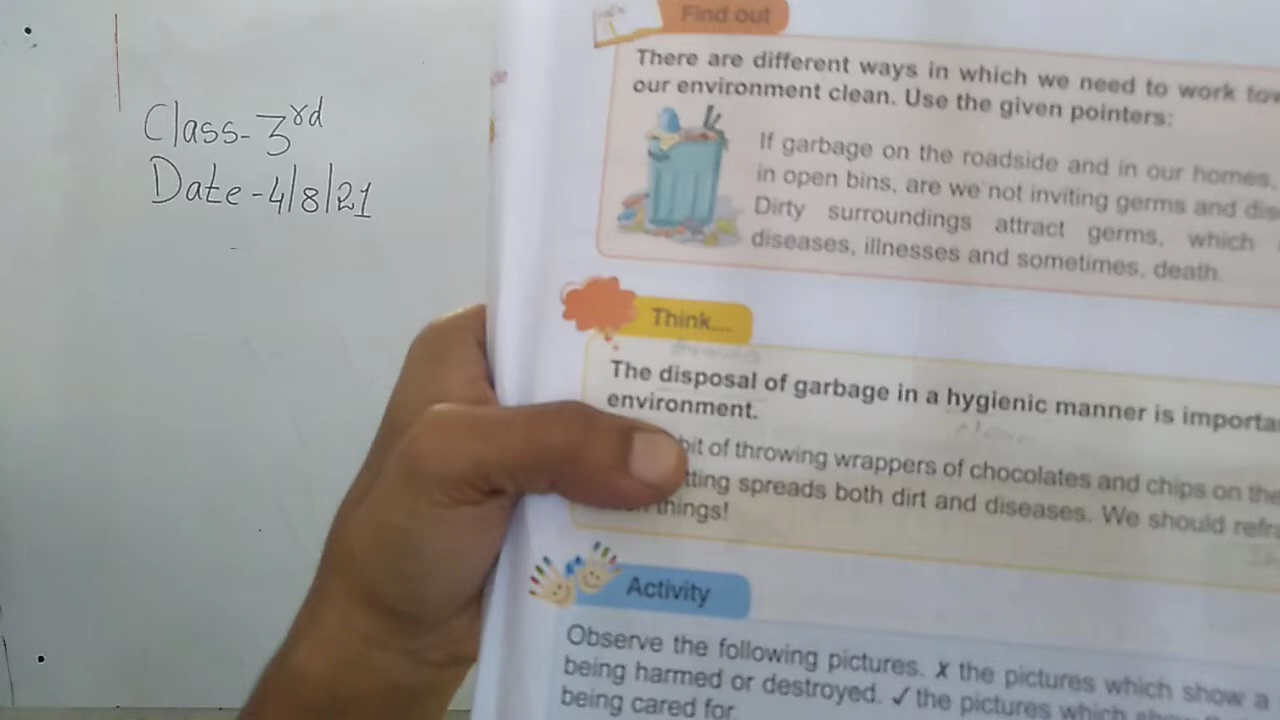 Class-3rd
Date-4/8/21
Find out
There are different ways in which we need to work
our environment clean. Use the given pointers:
If garbage on the roadside and in our homes,
in open bins, are we not inviting germs and
Dirty surroundings attract germs, which
diseases, illnesses and sometimes, death.
Think...
The disposal of garbage in a hygienic manner is
environment.
of throwing wrappers of chocolates and chips on the
spreads both dirt and diseases. We should
things!
Activity
Observe the following pictures. ✗ the pictures which show a
being harmed or destroyed. ✓ the pictures which
being cared for.